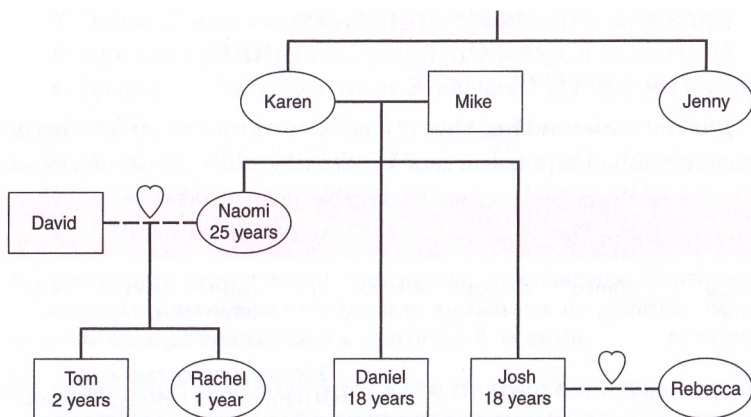 Karen
Mike
Jenny
David
Naomi
25 years
Tom
2 years
Rachel
1 year
Daniel
18 years
Josh
18 years
Rebecca